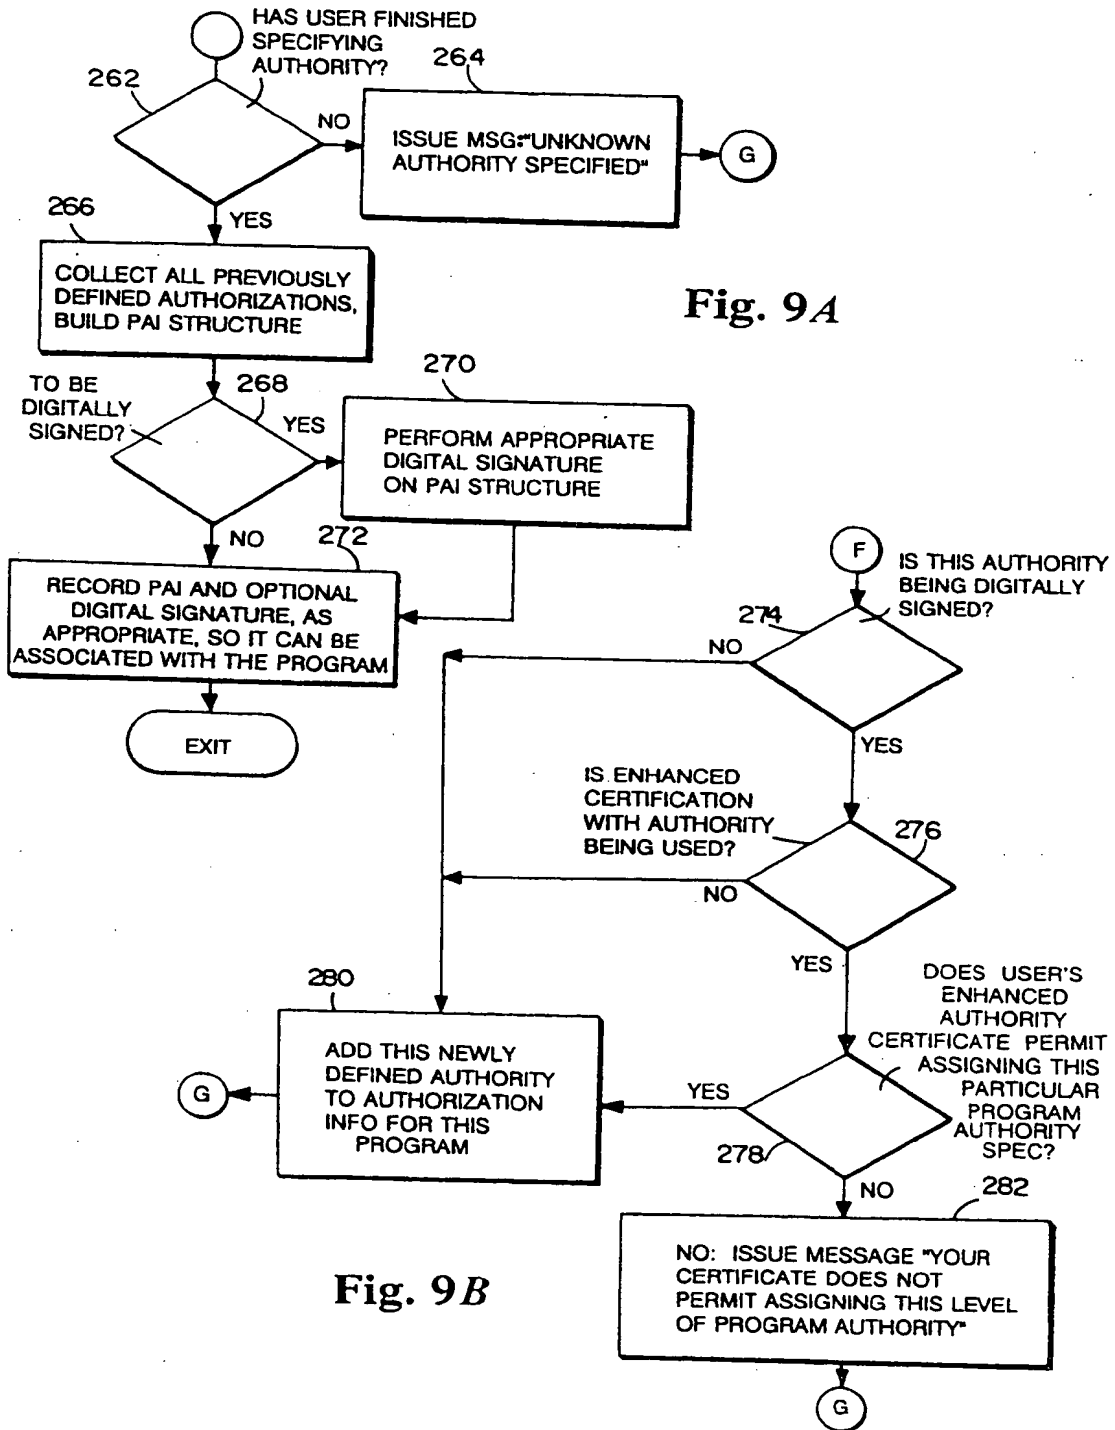 HAS USER FINISHED
SPECIFYING
AUTHORITY?
262
264
NO
ISSUE MSG:"UNKNOWN
AUTHORITY SPECIFIED"
G
YES
266
COLLECT ALL PREVIOUSLY
DEFINED AUTHORIZATIONS,
BUILD PAI STRUCTURE
Fig. 9A
TO BE
DIGITALLY
SIGNED?
268
YES
270
PERFORM APPROPRIATE
DIGITAL SIGNATURE
ON PAI STRUCTURE
NO
272
RECORD PAI AND OPTIONAL
DIGITAL SIGNATURE, AS
APPROPRIATE, SO IT CAN BE
ASSOCIATED WITH THE PROGRAM
EXIT
F
IS THIS AUTHORITY
BEING DIGITALLY
SIGNED?
274
NO
YES
IS ENHANCED
CERTIFICATION
WITH AUTHORITY
BEING USED?
276
NO
YES
DOES USER'S
ENHANCED
AUTHORITY
CERTIFICATE PERMIT
ASSIGNING THIS
PARTICULAR
PROGRAM
AUTHORITY
SPEC?
280
ADD THIS NEWLY
DEFINED AUTHORITY
TO AUTHORIZATION
INFO FOR THIS
PROGRAM
G
YES
278
NO
282
NO: ISSUE MESSAGE "YOUR
CERTIFICATE DOES NOT
PERMIT ASSIGNING THIS LEVEL
OF PROGRAM AUTHORITY"
G
Fig. 9B